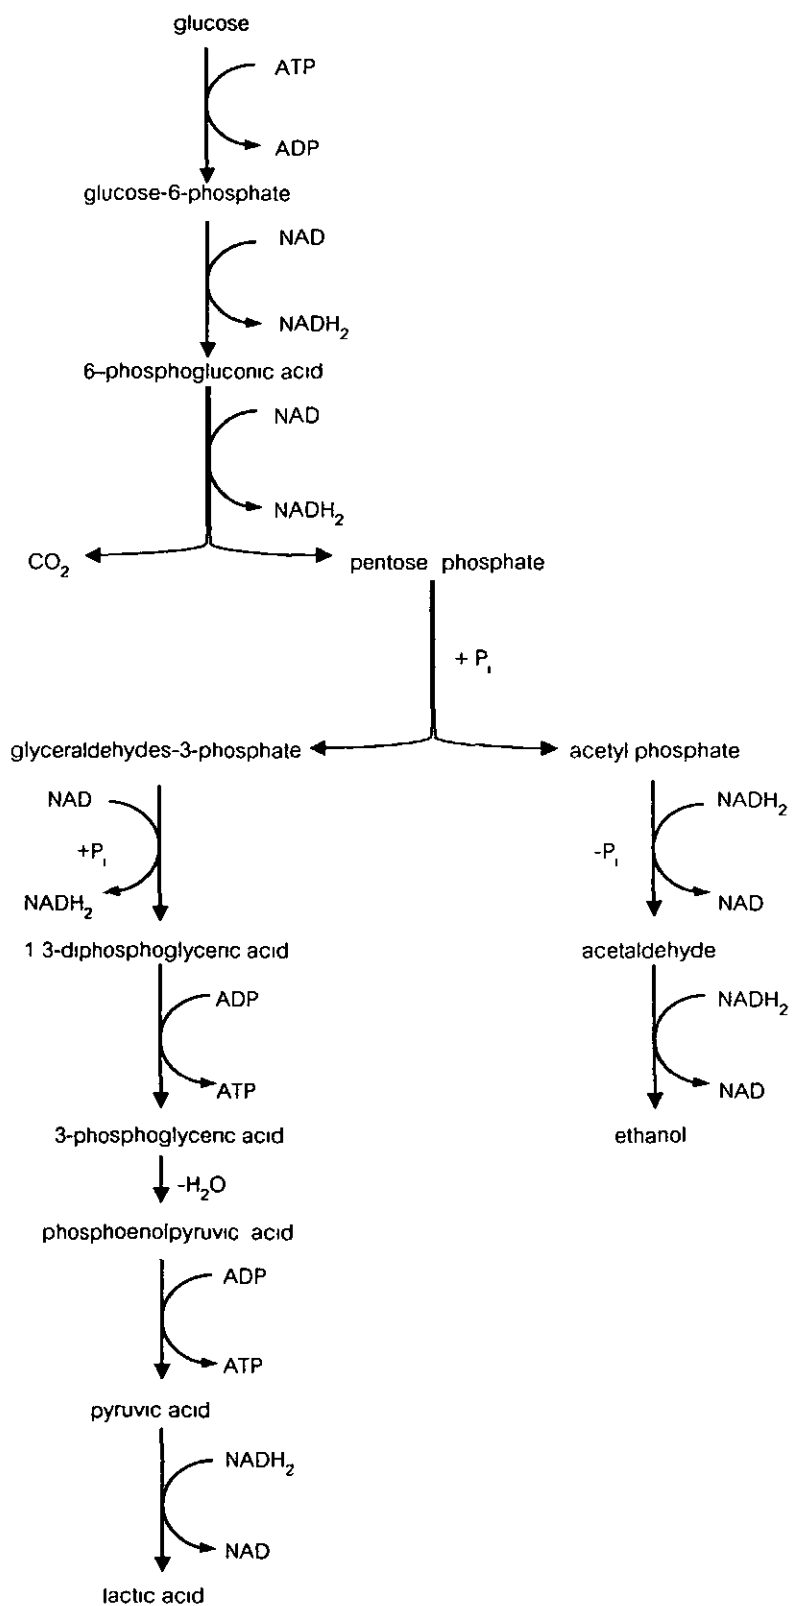 glucose
ATP
ADP
glucose-6-phosphate
NAD
NADH2
6–phosphogluconic acid
NAD
NADH2
CO2
pentose phosphate
+ Pi
glyceraldehydes-3-phosphate
acetyl phosphate
NAD
NADH2
+Pi
-Pi
NADH2
NAD
1 3-diphosphoglyceric acid
acetaldehyde
ADP
NADH2
ATP
NAD
3-phosphoglyceric acid
ethanol
-H2O
phosphoenolpyruvic acid
ADP
ATP
pyruvic acid
NADH2
NAD
lactic acid